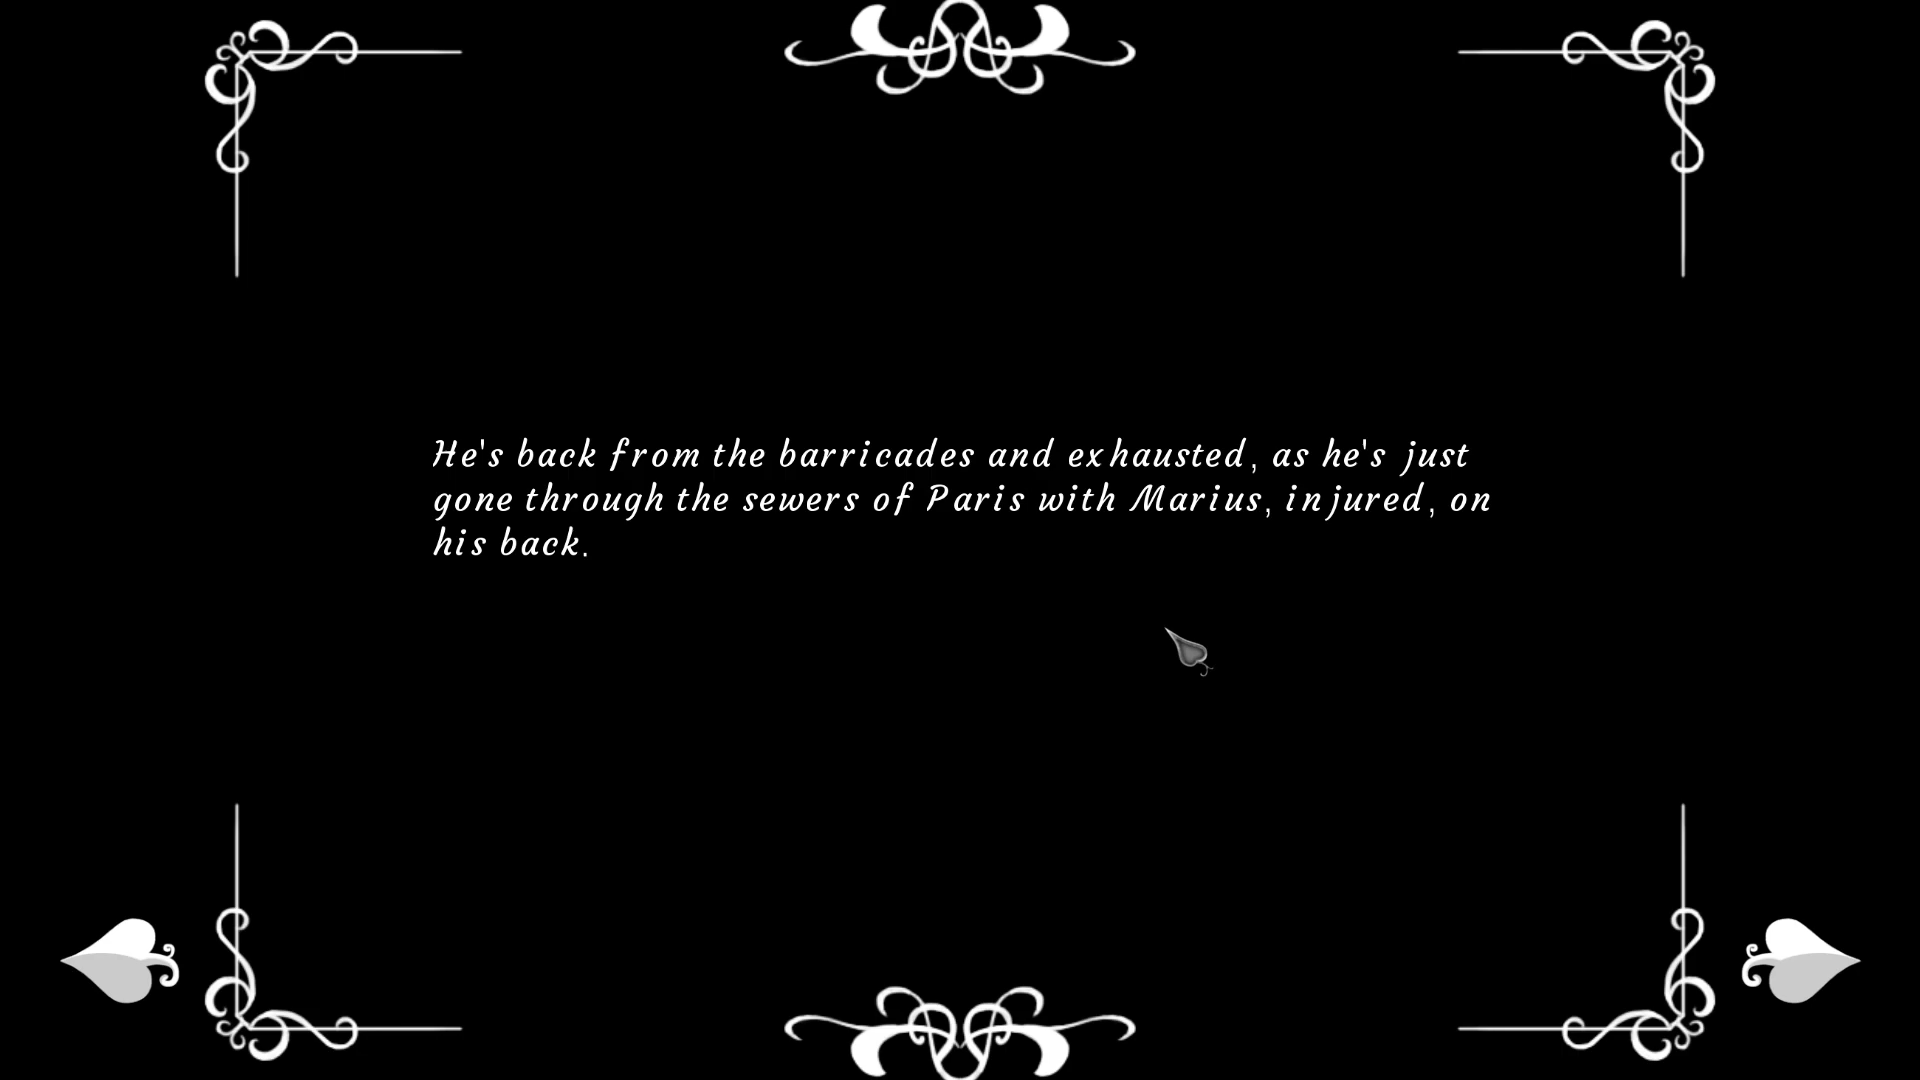 He's back from the barricades and exhausted, as he's just
gone through the sewers of Paris with Marius, injured, on
his back.